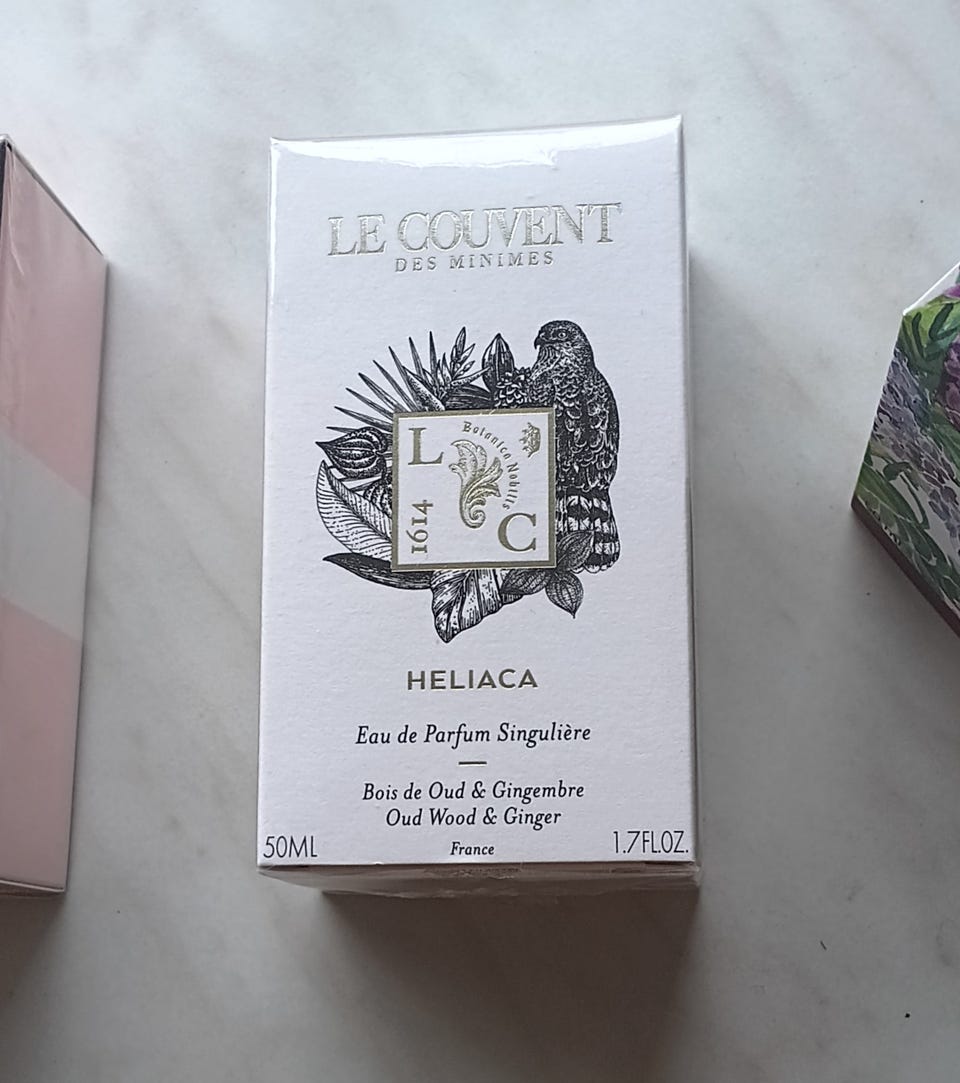 LE COUVENT
DES MINIMES
L
Botanica Nobilis
1614
C
HELIACA
Eau de Parfum Singulière
Bois de Oud & Gingembre
Oud Wood & Ginger
50ML
France
1.7FL.OZ.